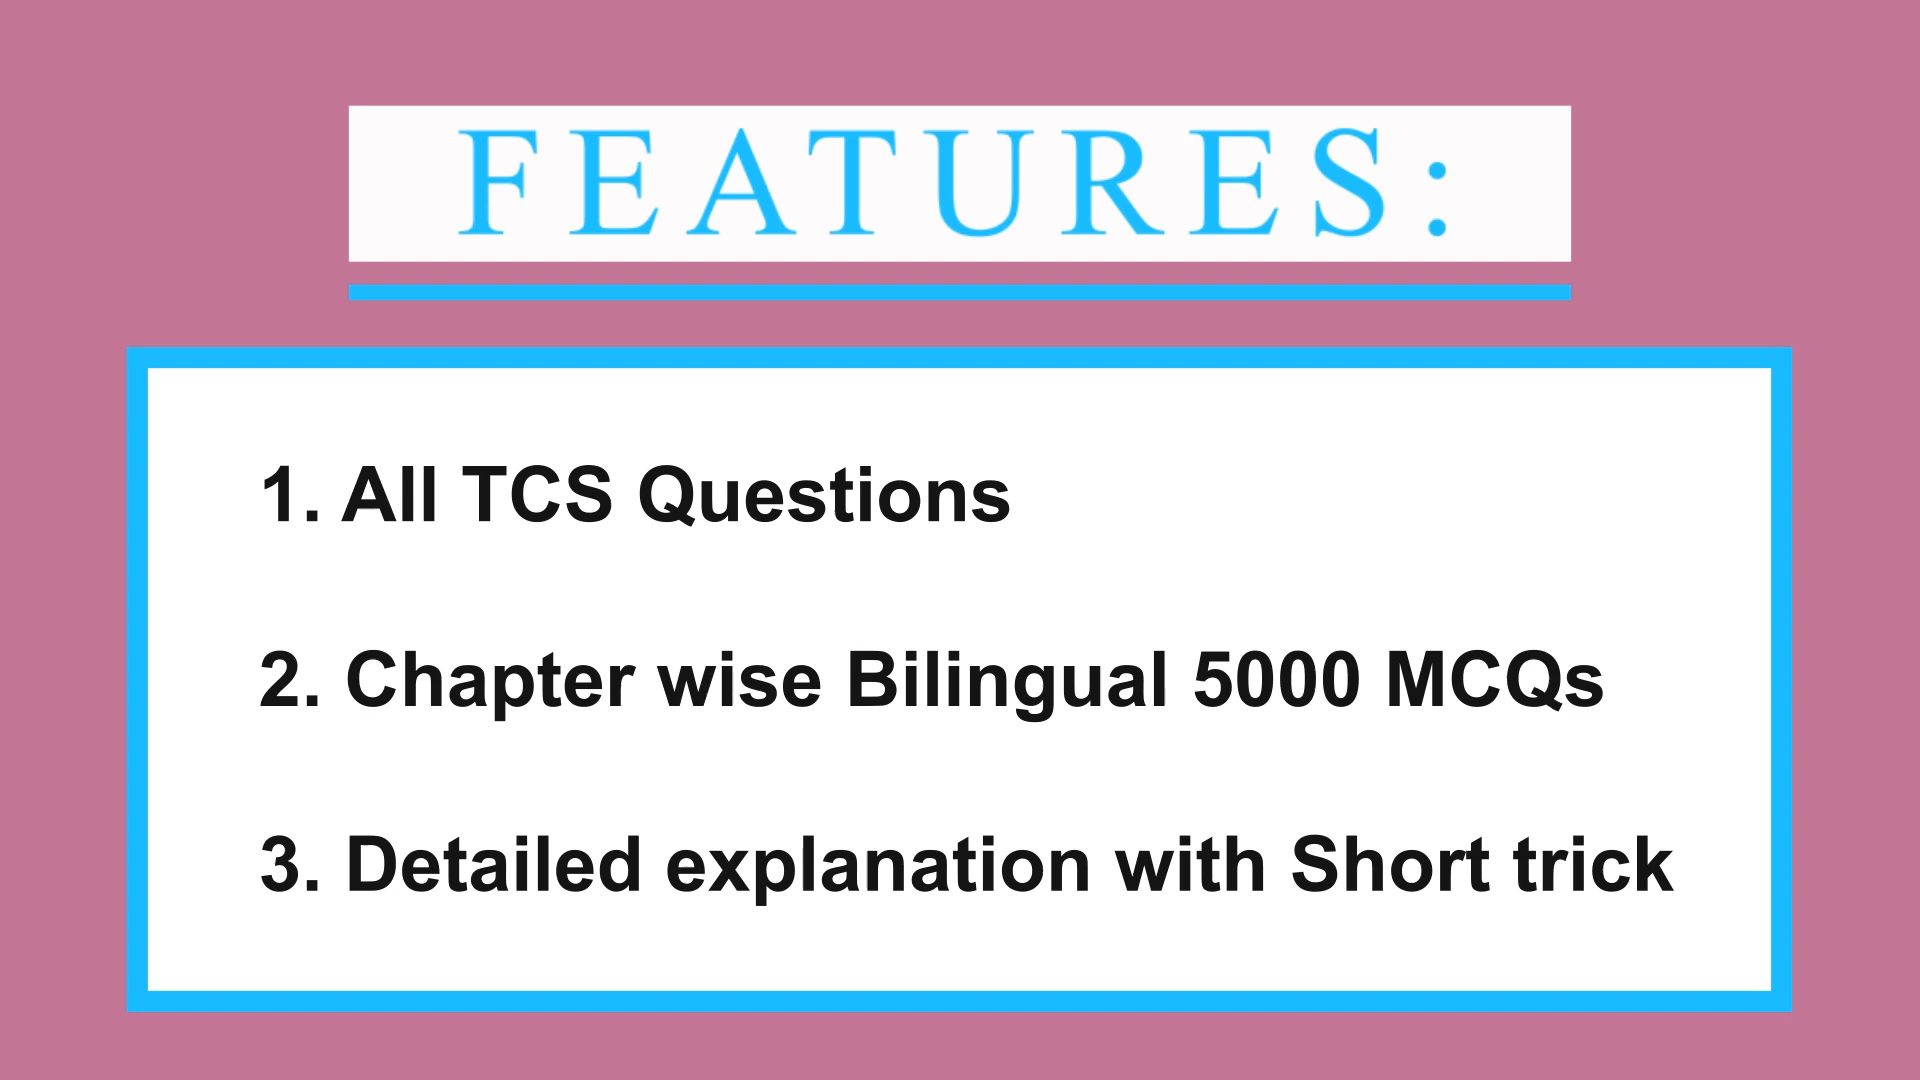 FEATURES:
1. All TCS Questions
2. Chapter wise Bilingual 5000 MCQs
3. Detailed explanation with Short trick